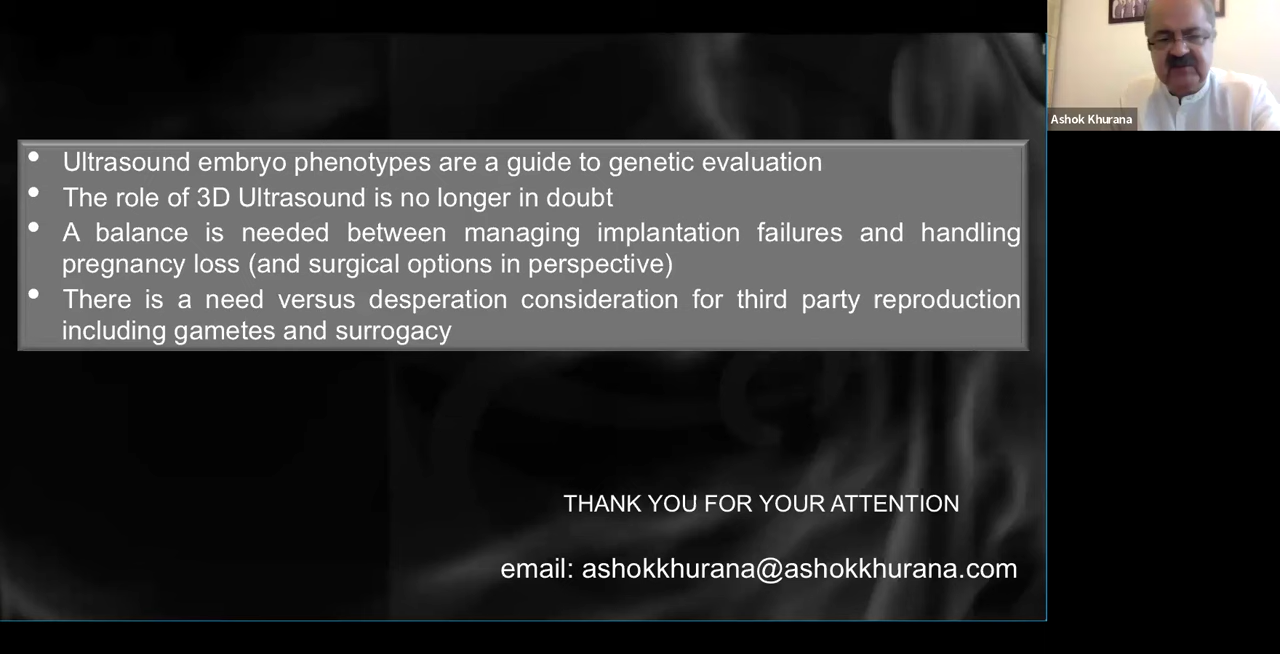 • Ultrasound embryo phenotypes are a guide to genetic evaluation
• The role of 3D Ultrasound is no longer in doubt
• A balance is needed between managing implantation failures and handling
pregnancy loss (and surgical options in perspective)
• There is a need versus desperation consideration for third party reproduction
including gametes and surrogacy
THANK YOU FOR YOUR ATTENTION
email: ashokkhurana@ashokkhurana.com
Ashok Khurana